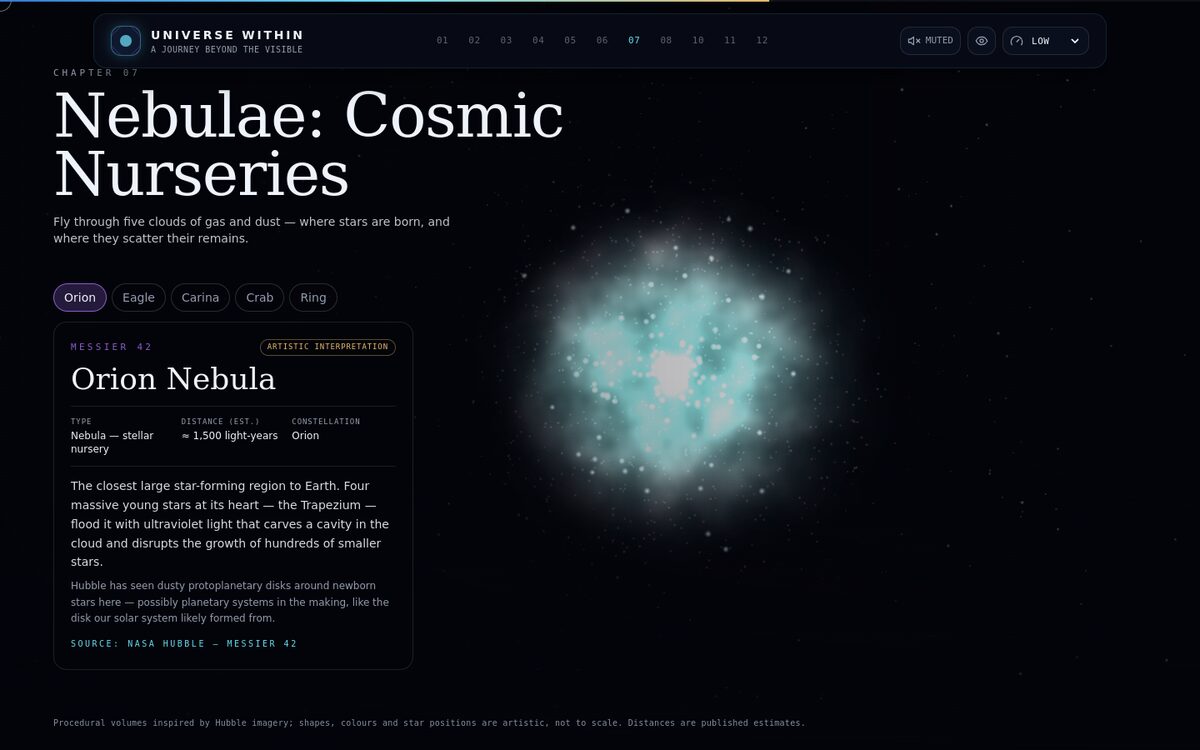 UNIVERSE WITHIN
A JOURNEY BEYOND THE VISIBLE
01 02 03 04 05 06 07 08 10 11 12
MUTED
LOW
CHAPTER 07
Nebulae: Cosmic
Nurseries
Fly through five clouds of gas and dust — where stars are born, and
where they scatter their remains.
Orion Eagle Carina Crab Ring
MESSIER 42
ARTISTIC INTERPRETATION
Orion Nebula
TYPE DISTANCE (EST.) CONSTELLATION
Nebula — stellar ≈ 1,500 light-years Orion
nursery
The closest large star-forming region to Earth. Four
massive young stars at its heart — the Trapezium —
flood it with ultraviolet light that carves a cavity in the
cloud and disrupts the growth of hundreds of smaller
stars.
Hubble has seen dusty protoplanetary disks around newborn
stars here — possibly planetary systems in the making, like the
disk our solar system likely formed from.
SOURCE: NASA HUBBLE — MESSIER 42
Procedural volumes inspired by Hubble imagery; shapes, colours and star positions are artistic, not to scale. Distances are published estimates.